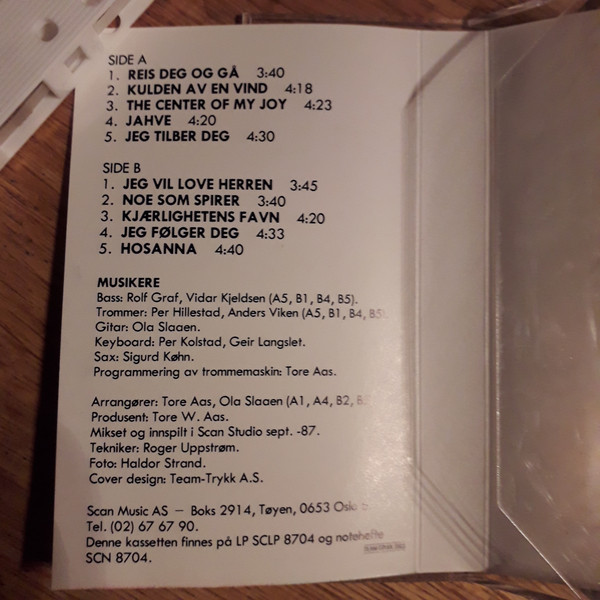 SIDE A
1. REIS DEG OG GÅ 3:40
2. KULDEN AV EN VIND 4:18
3. THE CENTER OF MY JOY 4:23
4. JAHVE 4:20
5. JEG TILBER DEG 4:30
SIDE B
1. JEG VIL LOVE HERREN 3:45
2. NOE SOM SPIRER 3:40
3. KJÆRLIGHETENS FAVN 4:20
4. JEG FØLGER DEG 4:33
5. HOSANNA 4:40
MUSIKERE
Bass: Rolf Graf, Vidar Kjeldsen (A5, B1, B4, B5).
Trommer: Per Hillestad, Anders Viken (A5, B1, B4, B5
Gitar: Ola Slaaen.
Keyboard: Per Kolstad, Geir Langslet.
Sax: Sigurd Køhn.
Programmering av trommemaskin: Tore Aas.
Arrangører: Tore Aas, Ola Slaaen (A1, A4, B2,
Produsent: Tore W. Aas.
Mikset og innspilt i Scan Studio sept. -87.
Tekniker: Roger Uppstrøm.
Foto: Haldor Strand.
Cover design: Team-Trykk A.S.
Scan Music AS — Boks 2914, Tøyen, 0653 Oslo 6
Tel. (02) 67 67 90.
Denne kassetten finnes på LP SCLP 8704 og notehefte
SCN 8704.